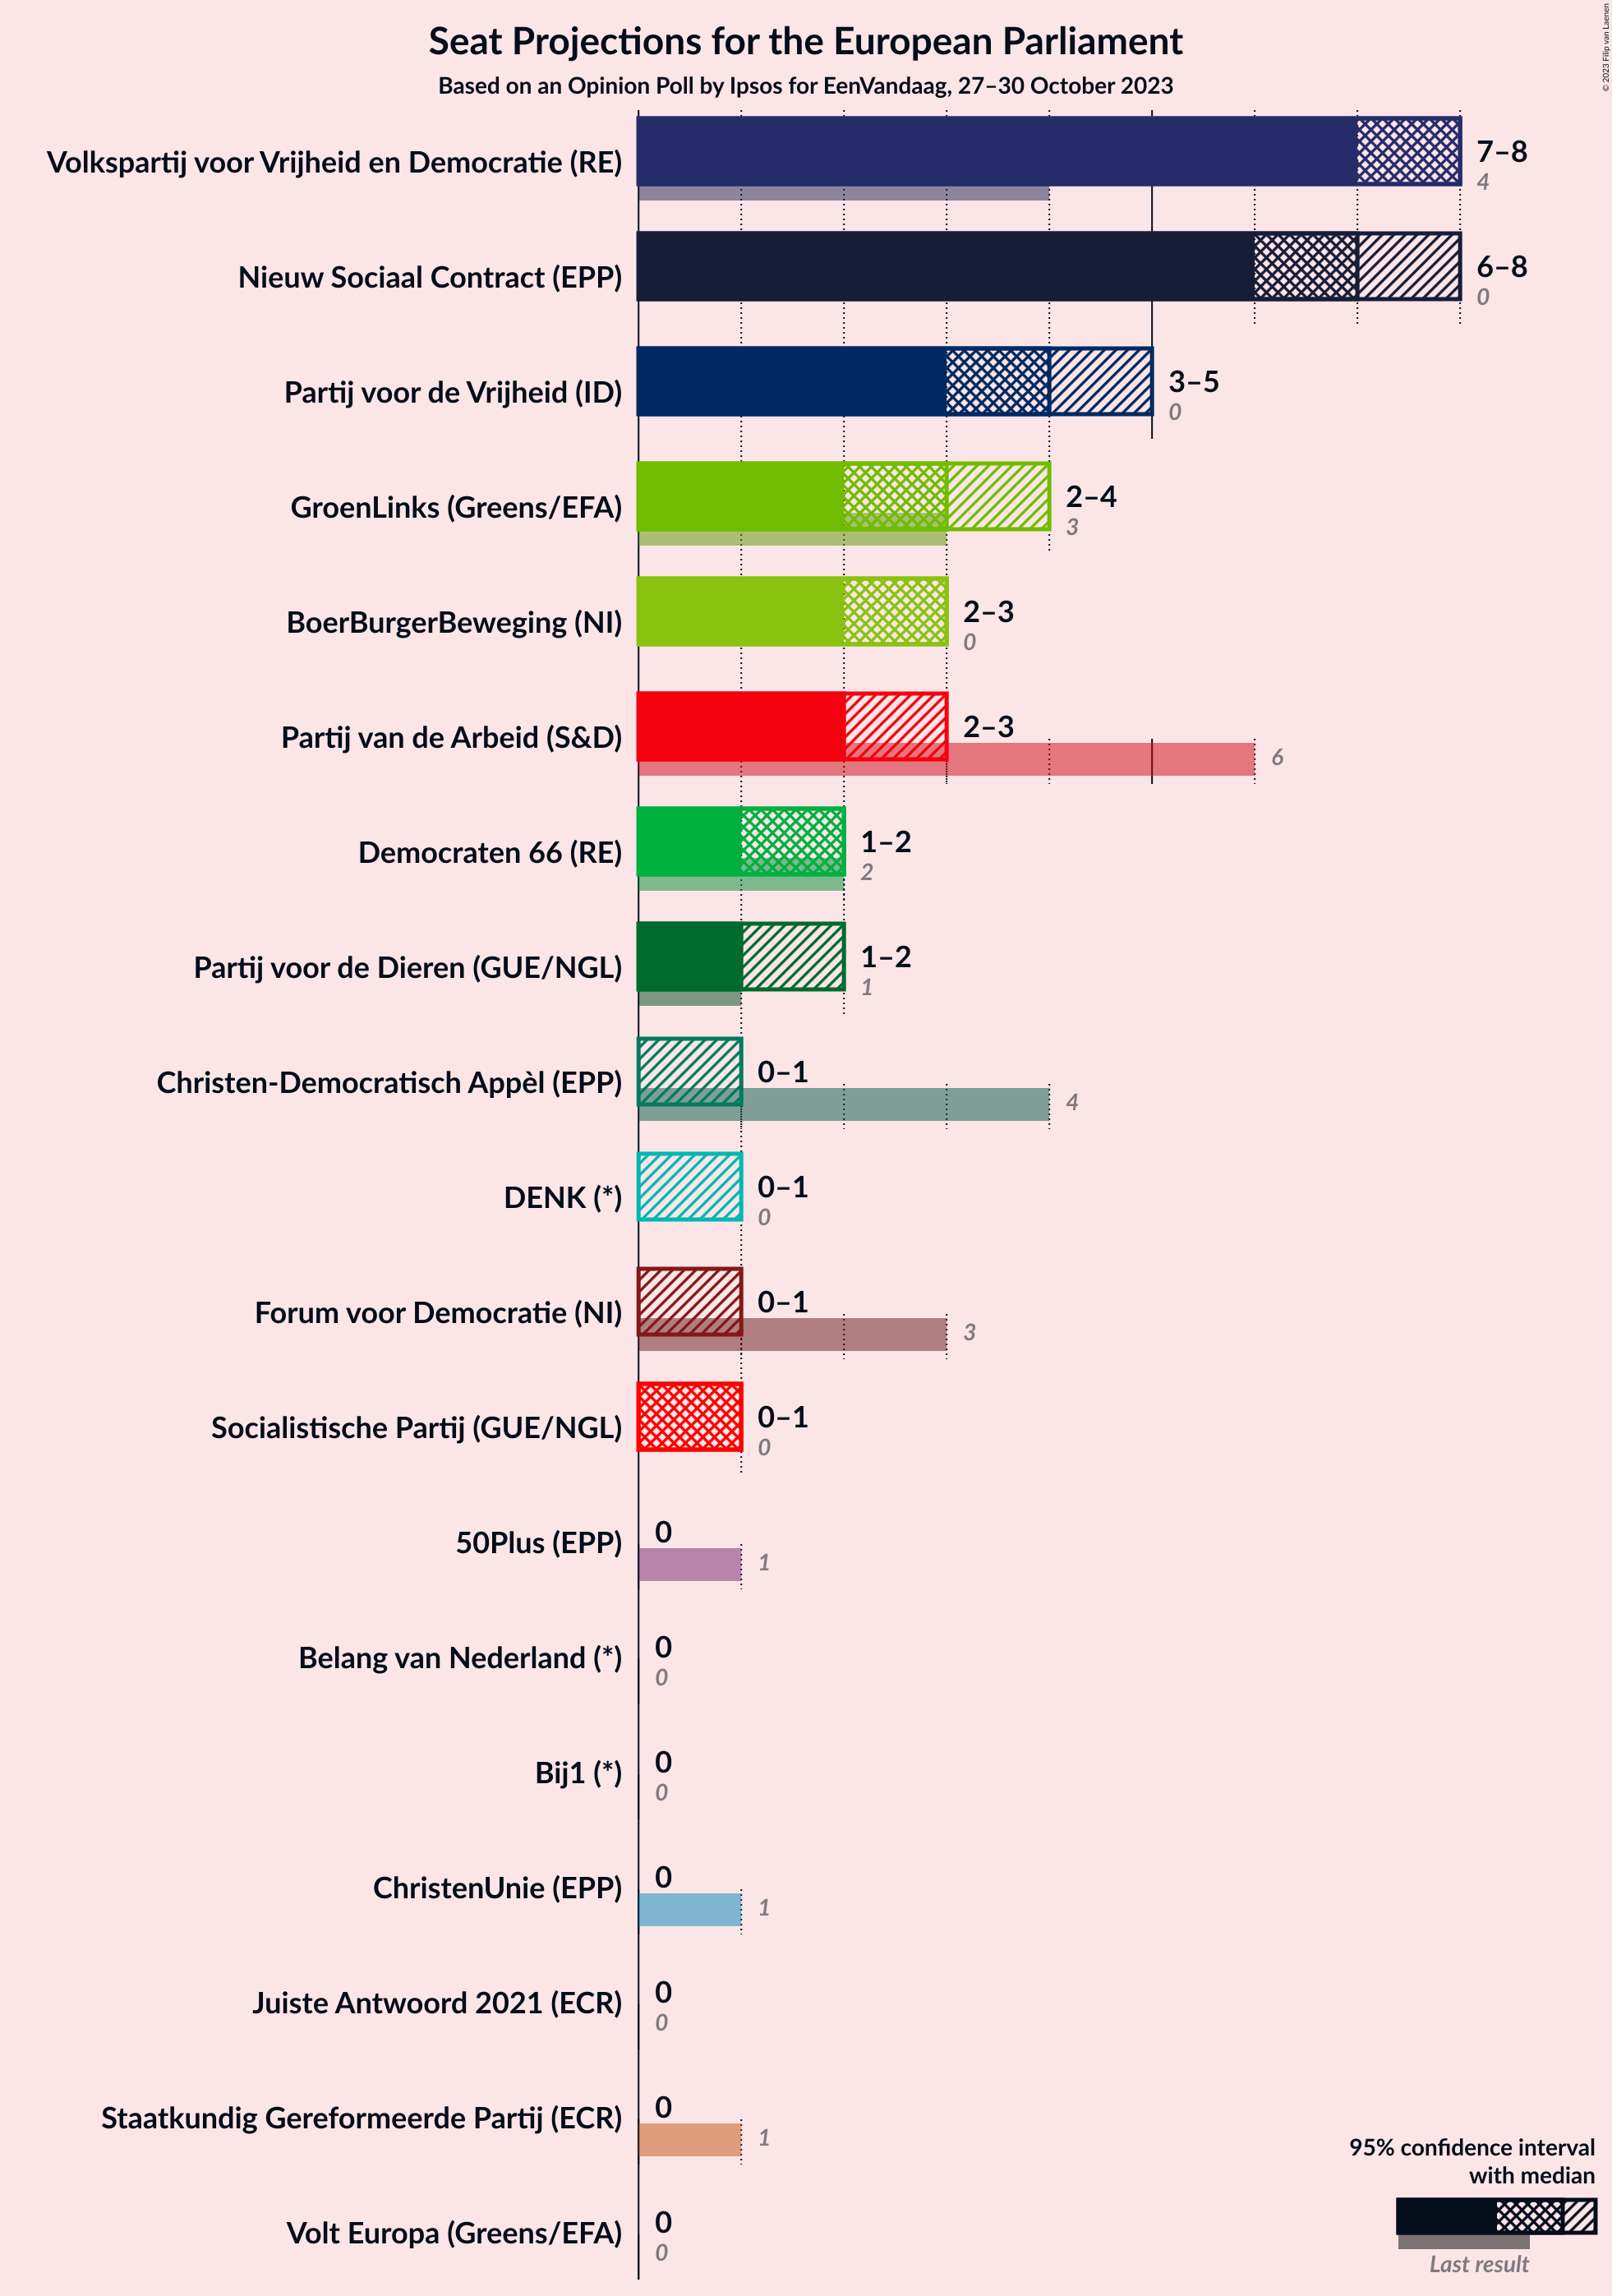 Seat Projections for the European Parliament
Based on an Opinion Poll by Ipsos for EenVandaag, 27–30 October 2023
© 2023 Filip van Laenen
Volkspartij voor Vrijheid en Democratie (RE)
7–8
4
Nieuw Sociaal Contract (EPP)
6–8
0
Partij voor de Vrijheid (ID)
3–5
0
GroenLinks (Greens/EFA)
2–4
3
BoerBurgerBeweging (NI)
2–3
0
Partij van de Arbeid (S&D)
2–3
6
Democraten 66 (RE)
1–2
2
Partij voor de Dieren (GUE/NGL)
1–2
1
Christen-Democratisch Appèl (EPP)
0–1
4
DENK (*)
0–1
0
Forum voor Democratie (NI)
0–1
3
Socialistische Partij (GUE/NGL)
0–1
0
50Plus (EPP)
0
1
Belang van Nederland (*)
0
0
Bij1 (*)
0
0
ChristenUnie (EPP)
0
1
Juiste Antwoord 2021 (ECR)
0
0
Staatkundig Gereformeerde Partij (ECR)
0
1
Volt Europa (Greens/EFA)
0
0
95% confidence interval
with median
Last result